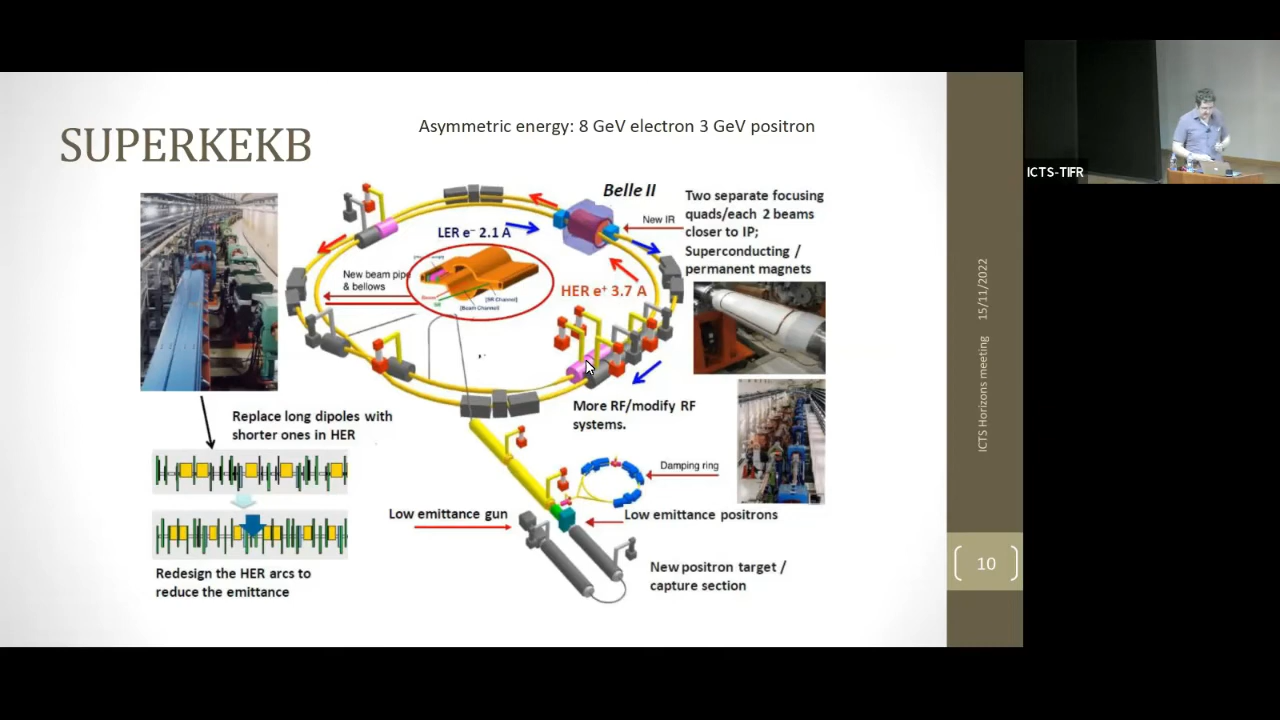 SUPERKEKB
Asymmetric energy: 8 GeV electron 3 GeV positron
Belle II
New IR
Two separate focusing
quads/each 2 beams
closer to IP;
Superconducting /
permanent magnets
LER e⁻ 2.1 A
New beam pipe
& bellows
[SR Channel]
[Beam Channel]
HER e⁺ 3.7 A
More RF/modify RF
systems.
Replace long dipoles with
shorter ones in HER
Redesign the HER arcs to
reduce the emittance
Damping ring
Low emittance gun
Low emittance positrons
New positron target /
capture section
ICTS Horizons meeting 15/11/2022
10
ICTS-TIFR